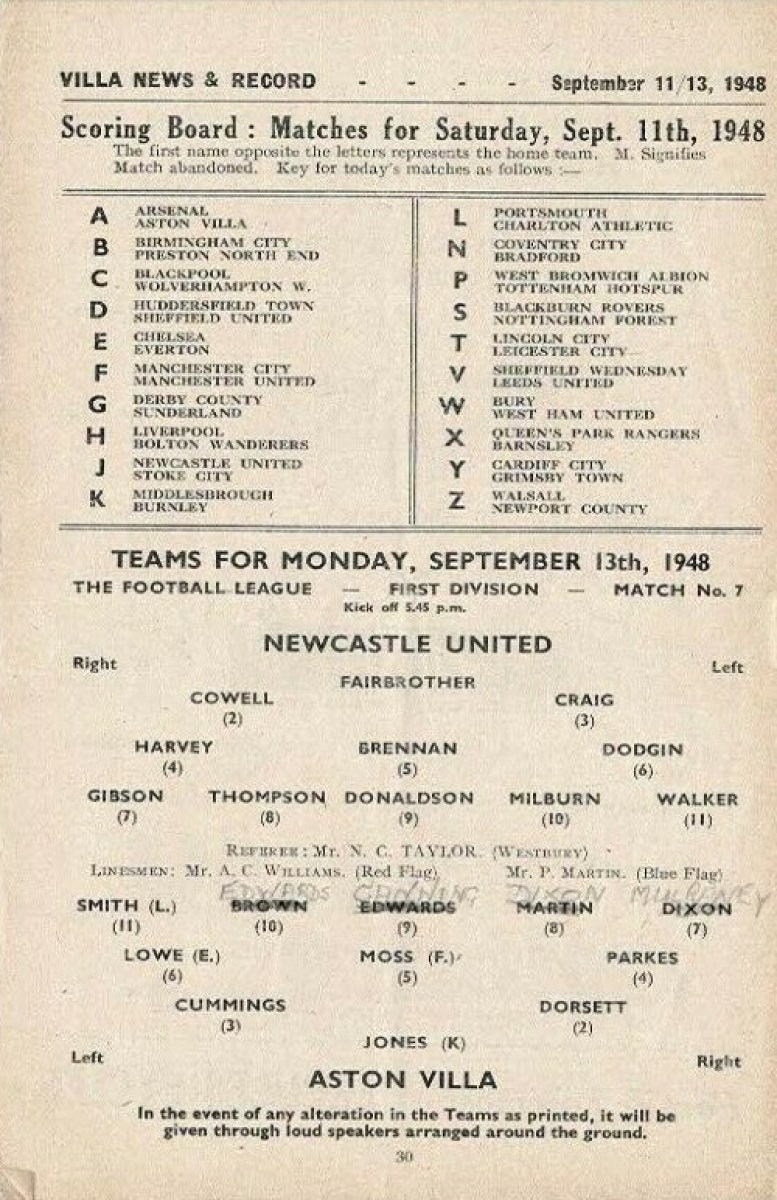 VILLA NEWS & RECORD - - - - September 11/13, 1948
Scoring Board : Matches for Saturday, Sept. 11th, 1948
The first name opposite the letters represents the home team. M. Signifies
Match abandoned. Key for today's matches as follows :—
A ARSENAL
ASTON VILLA
B BIRMINGHAM CITY
PRESTON NORTH END
C BLACKPOOL
WOLVERHAMPTON W.
D HUDDERSFIELD TOWN
SHEFFIELD UNITED
E CHELSEA
EVERTON
F MANCHESTER CITY
MANCHESTER UNITED
G DERBY COUNTY
SUNDERLAND
H LIVERPOOL
BOLTON WANDERERS
J NEWCASTLE UNITED
STOKE CITY
K MIDDLESBROUGH
BURNLEY
L PORTSMOUTH
CHARLTON ATHLETIC
N COVENTRY CITY
BRADFORD
P WEST BROMWICH ALBION
TOTTENHAM HOTSPUR
S BLACKBURN ROVERS
NOTTINGHAM FOREST
T LINCOLN CITY
LEICESTER CITY
V SHEFFIELD WEDNESDAY
LEEDS UNITED
W BURY
WEST HAM UNITED
X QUEEN'S PARK RANGERS
BARNSLEY
Y CARDIFF CITY
GRIMSBY TOWN
Z WALSALL
NEWPORT COUNTY
TEAMS FOR MONDAY, SEPTEMBER 13th, 1948
THE FOOTBALL LEAGUE — FIRST DIVISION — MATCH No. 7
Kick off 5.45 p.m.
NEWCASTLE UNITED
Right Left
FAIRBROTHER
COWELL CRAIG
(2) (3)
HARVEY BRENNAN DODGIN
(4) (5) (6)
GIBSON THOMPSON DONALDSON MILBURN WALKER
(7) (8) (9) (10) (11)
REFEREE : Mr. N. C. TAYLOR. (WESTBURY)
LINESMEN: Mr. A. C. WILLIAMS. (Red Flag) Mr. P. MARTIN. (Blue Flag)
EDWARDS DIXON
SMITH (L.) BROWN EDWARDS MARTIN DIXON
(11) (10) (9) (8) (7)
LOWE (E.) MOSS (F.) PARKES
(6) (5) (4)
CUMMINGS DORSETT
(3) (2)
JONES (K)
Left Right
ASTON VILLA
In the event of any alteration in the Teams as printed, it will be
given through loud speakers arranged around the ground.
30